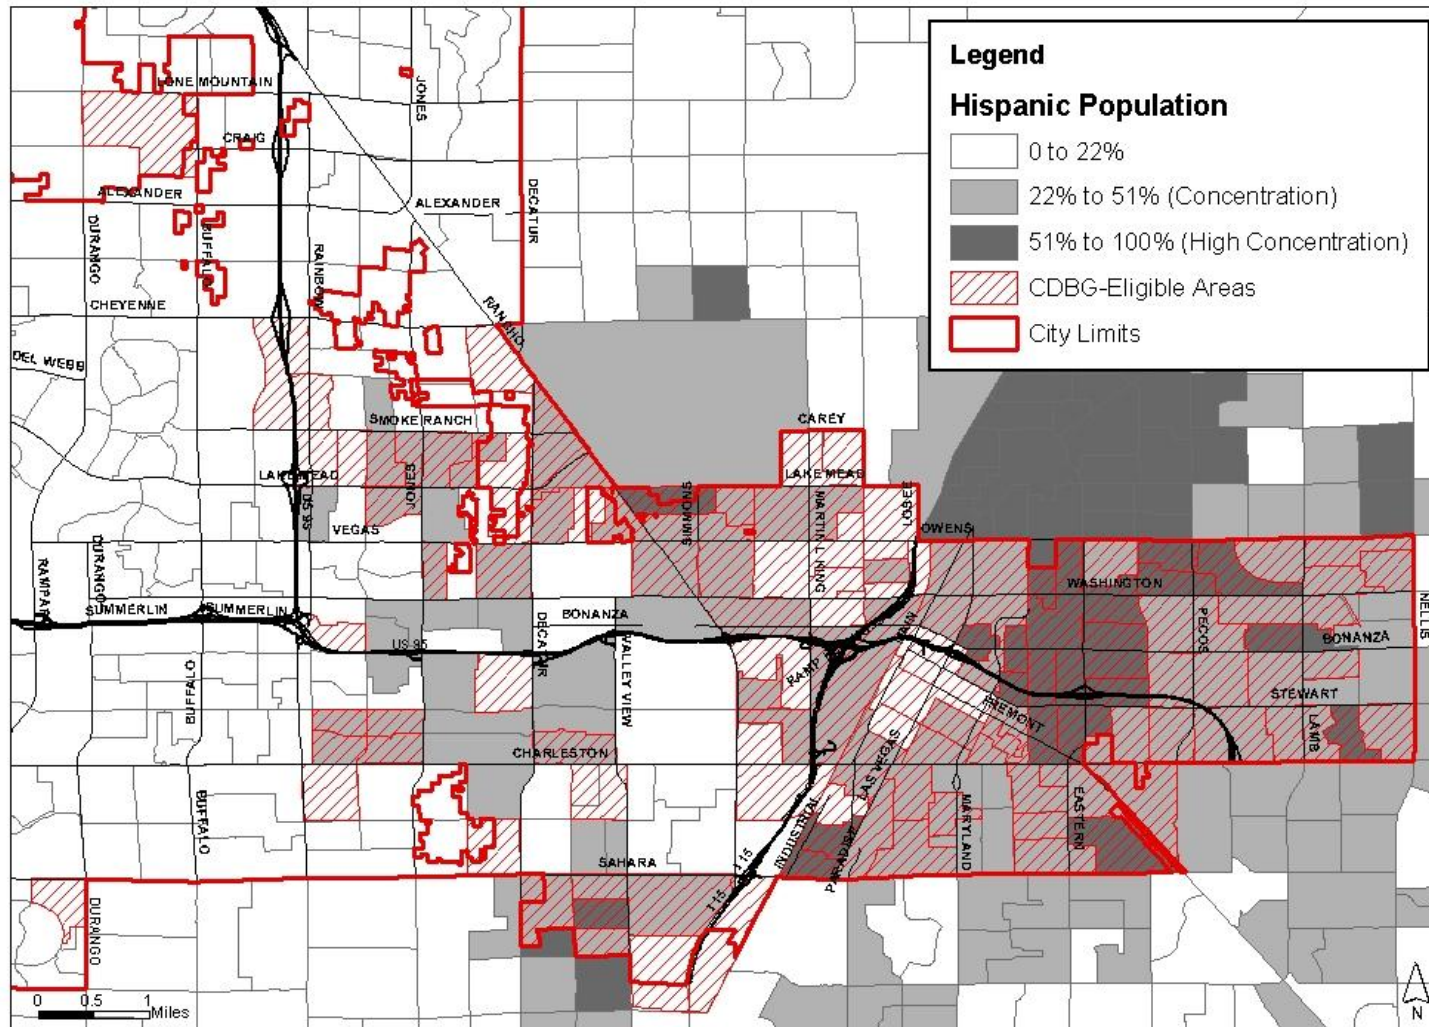 Legend
Hispanic Population
0 to 22%
22% to 51% (Concentration)
51% to 100% (High Concentration)
CDBG-Eligible Areas
City Limits
LONE MOUNTAIN
JONES
CRAIG
ALEXANDER
ALEXANDER
DECATUR
DURANGO
BUFFALO
RAINBOW
CHEYENNE
RANCHO
DEL WEBB
SMOKE RANCH
CAREY
LAKE MEAD
JONES
LAKE MEAD
US 95
VEGAS
SIMMONS
MARTIN L KING
LOSEE
OWENS
RAMPART
DURANGO
WASHINGTON
SUMMERLIN
SUMMERLIN
BONANZA
MAIN
PECOS
NELLIS
BONANZA
US-95
DECATUR
VALLEY VIEW
RAMP
BUFFALO
STEWART
FREMONT
LAMB
CHARLESTON
LAS VEGAS
BUFFALO
INDUSTRIAL
MARYLAND
EASTERN
SAHARA
I-15
PARADISE
I-15
DURANGO
0 0.5 1
Miles
N